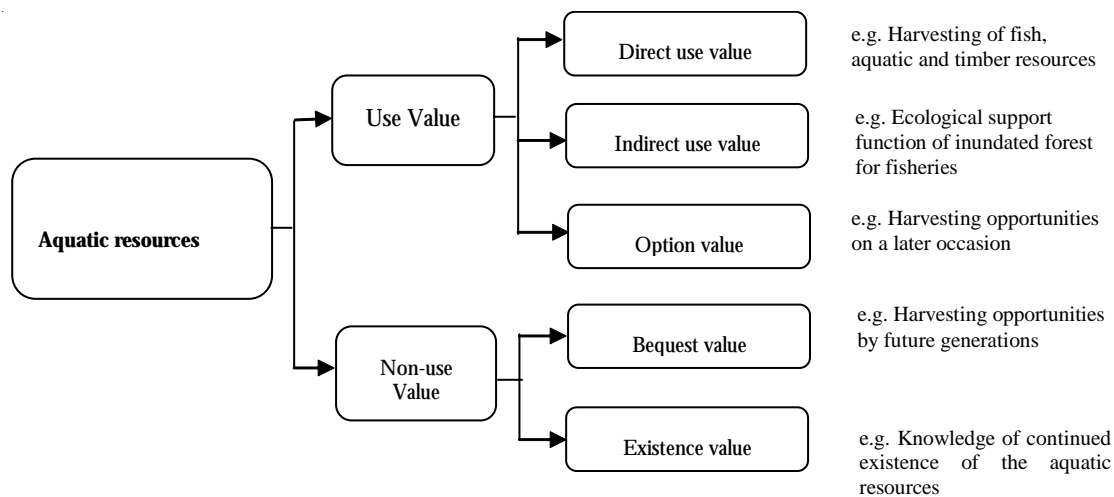 Aquatic resources
Use Value
Non-use
Value
Direct use value
e.g. Harvesting of fish,
aquatic and timber resources
Indirect use value
e.g. Ecological support
function of inundated forest
for fisheries
Option value
e.g. Harvesting opportunities
on a later occasion
Bequest value
e.g. Harvesting opportunities
by future generations
Existence value
e.g. Knowledge of continued
existence of the aquatic
resources